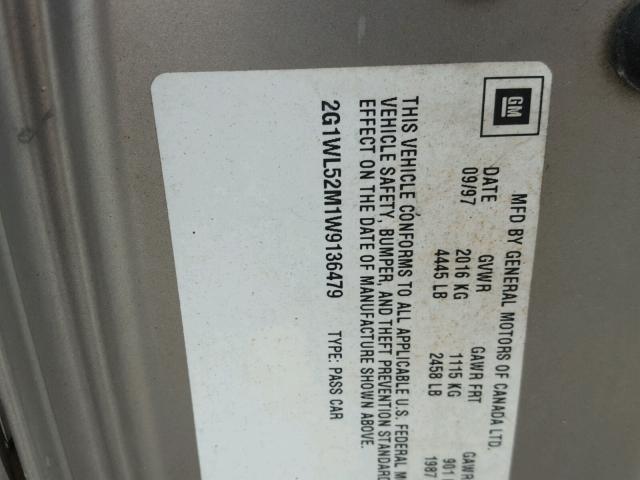 GM
MFD BY GENERAL MOTORS OF CANADA LTD.
DATE GVWR GAWR FRT GAWR
09/97 2016 KG 1115 KG 901
4445 LB 2458 LB 1987
THIS VEHICLE CONFORMS TO ALL APPLICABLE U.S. FEDERAL M
VEHICLE SAFETY, BUMPER, AND THEFT PREVENTION STANDARD
EFFECT ON THE DATE OF MANUFACTURE SHOWN ABOVE.
2G1WL52M1W9136479 TYPE: PASS CAR